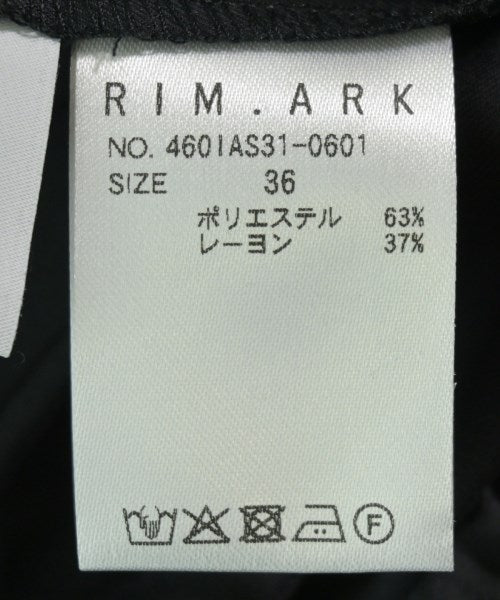 RIM.ARK
NO. 460IAS31-0601
SIZE 36
ポリエステル 63%
レーヨン 37%
F